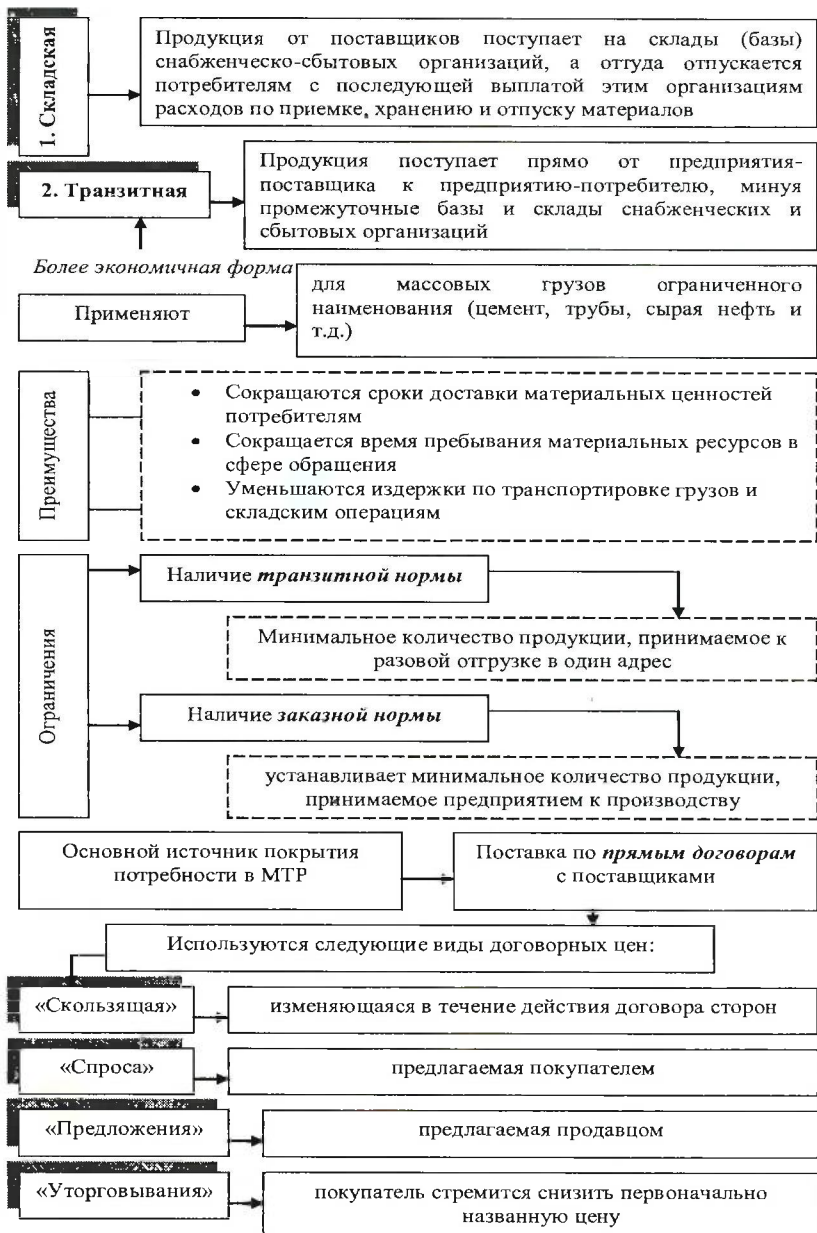 1. Складская
Продукция от поставщиков поступает на склады (базы)
снабженческо-сбытовых организаций, а оттуда отпускается
потребителям с последующей выплатой этим организациям
расходов по приемке, хранению и отпуску материалов
2. Транзитная
Продукция поступает прямо от предприятия-
поставщика к предприятию-потребителю, минуя
промежуточные базы и склады снабженческих и
сбытовых организаций
Более экономичная форма
Применяют
для массовых грузов ограниченного
наименования (цемент, трубы, сырая нефть и
т.д.)
Преимущества
• Сокращаются сроки доставки материальных ценностей
потребителям
• Сокращается время пребывания материальных ресурсов в
сфере обращения
• Уменьшаются издержки по транспортировке грузов и
складским операциям
Ограничения
Наличие транзитной нормы
Минимальное количество продукции, принимаемое к
разовой отгрузке в один адрес
Наличие заказной нормы
устанавливает минимальное количество продукции,
принимаемое предприятием к производству
Основной источник покрытия
потребности в МТР
Поставка по прямым договорам
с поставщиками
Используются следующие виды договорных цен:
«Скользящая»
изменяющаяся в течение действия договора сторон
«Спроса»
предлагаемая покупателем
«Предложения»
предлагаемая продавцом
«Уторговывания»
покупатель стремится снизить первоначально
названную цену